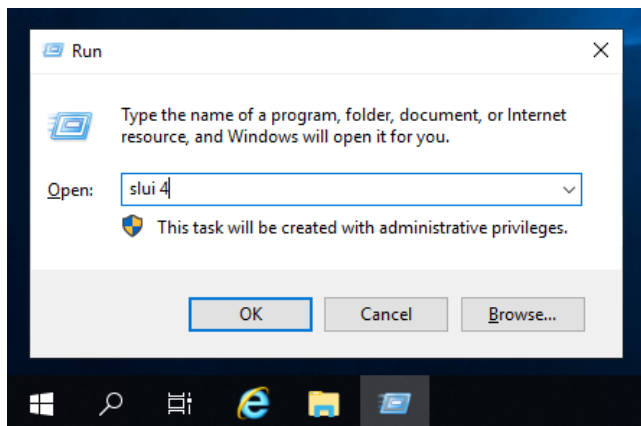 Run
Type the name of a program, folder, document, or Internet
resource, and Windows will open it for you.
Open: slui 4
This task will be created with administrative privileges.
OK Cancel Browse...